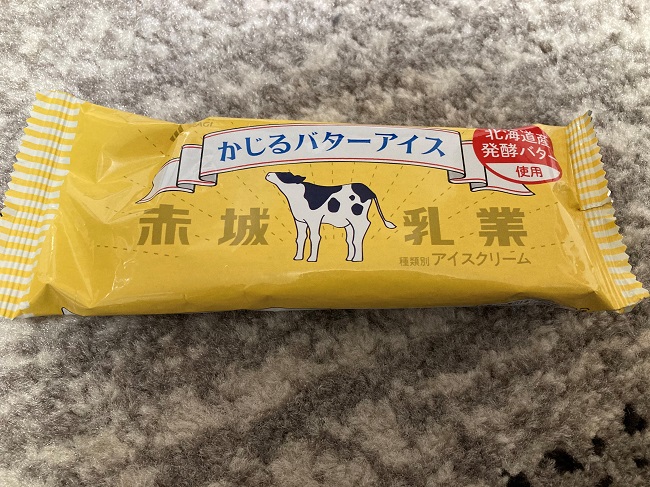 かじるバターアイス
北海道産
発酵バター
使用
赤城乳業
種類別 アイスクリーム